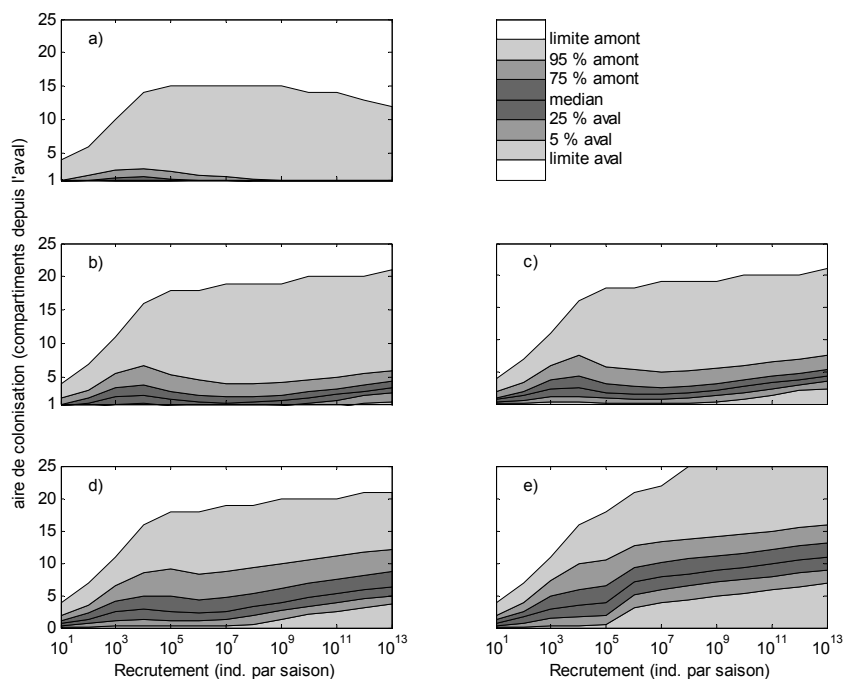 25
20
15
10
5
1
a)
limite amont
95 % amont
75 % amont
median
25 % aval
5 % aval
limite aval
aire de colonisation (compartiments depuis l'aval)
25
20
15
10
5
1
b)
c)
25
20
15
10
5
0
d)
e)
10^1 10^3 10^5 10^7 10^9 10^11 10^13
10^1 10^3 10^5 10^7 10^9 10^11 10^13
Recrutement (ind. par saison)
Recrutement (ind. par saison)